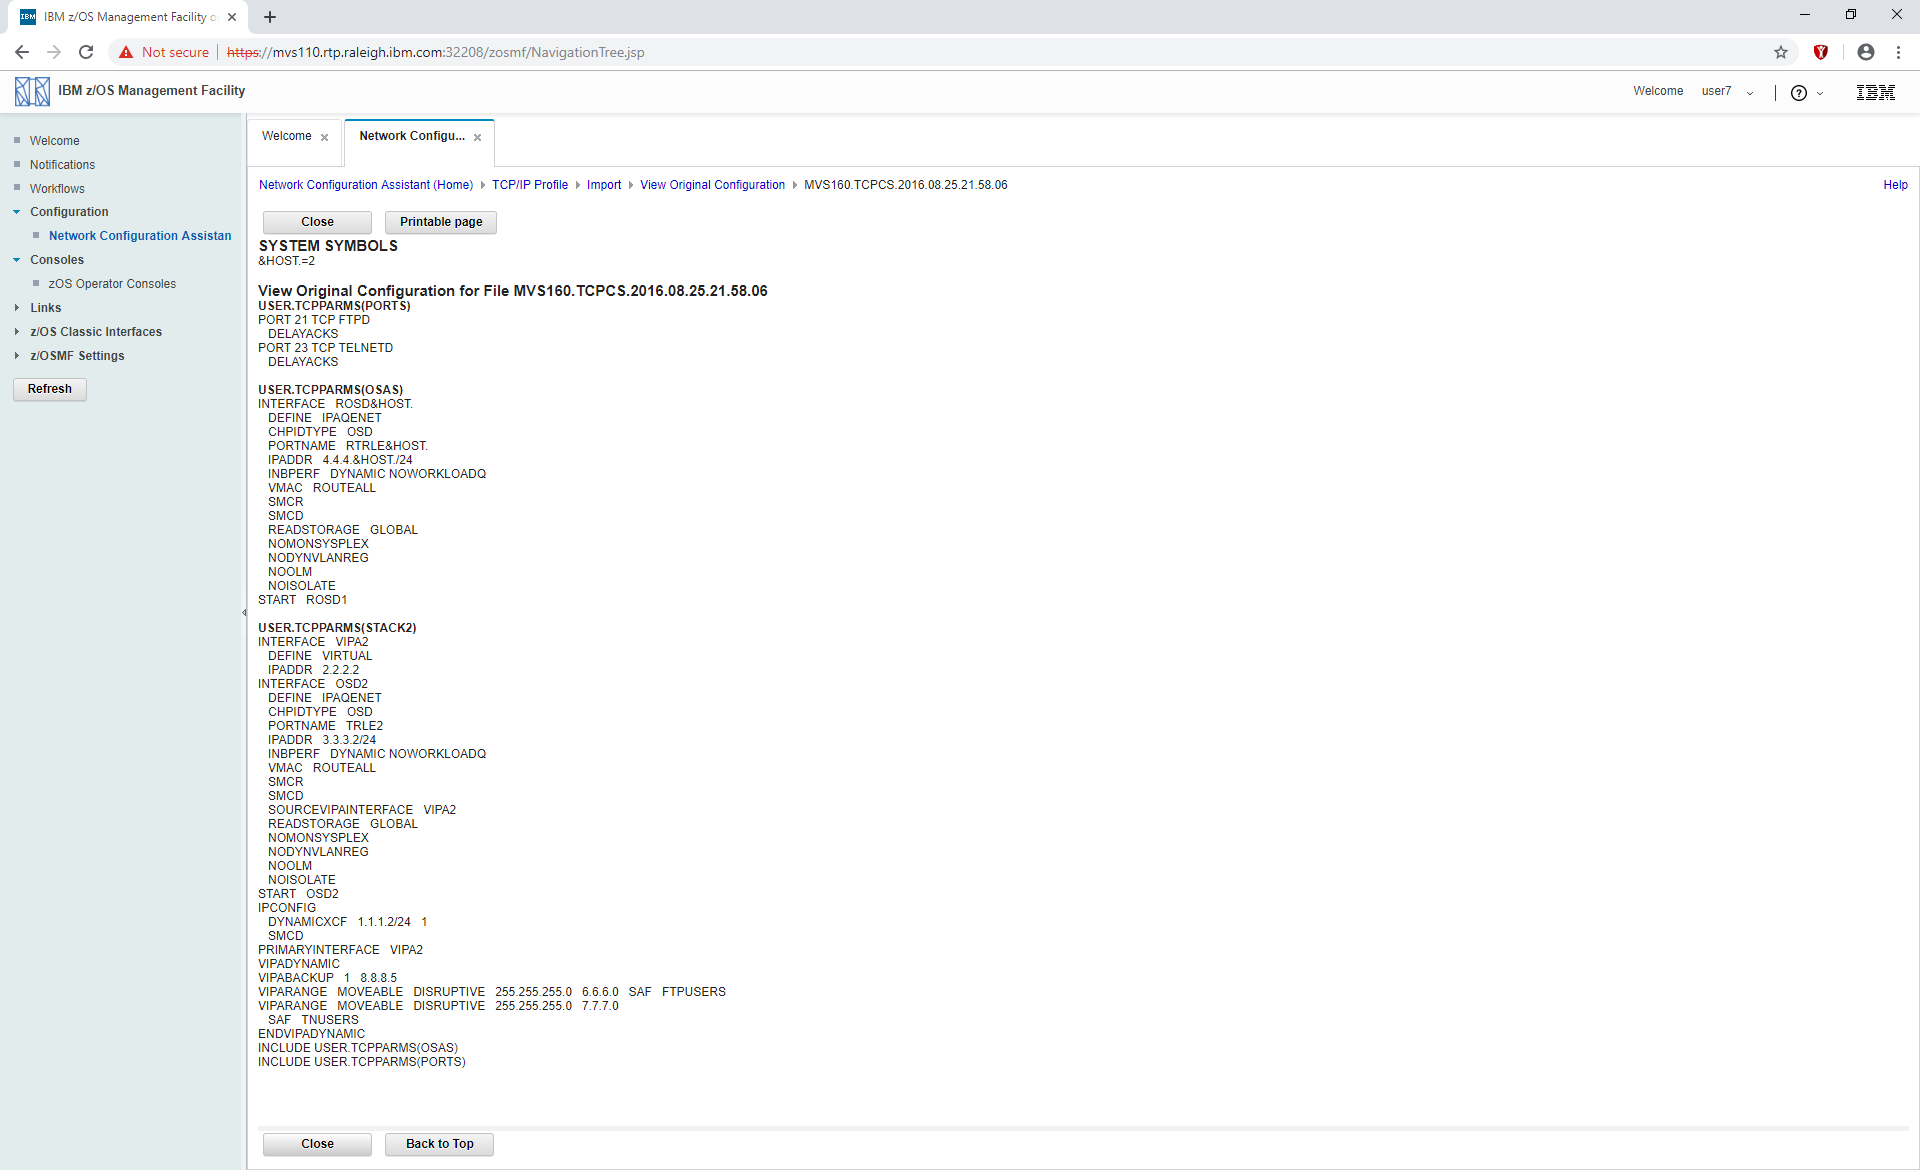 IBM z/OS Management Facility o
Not secure
https://mvs110.rtp.raleigh.ibm.com:32208/zosmf/NavigationTree.jsp
IBM z/OS Management Facility
Welcome user7
IBM
Welcome
Notifications
Workflows
Configuration
Network Configuration Assistan
Consoles
zOS Operator Consoles
Links
z/OS Classic Interfaces
z/OSMF Settings
Refresh
Welcome
Network Configu...
Network Configuration Assistant (Home) TCP/IP Profile Import View Original Configuration MVS160.TCPCS.2016.08.25.21.58.06
Help
Close Printable page
SYSTEM SYMBOLS
&HOST.=2
View Original Configuration for File MVS160.TCPCS.2016.08.25.21.58.06
USER.TCPPARMS(PORTS)
PORT 21 TCP FTPD
DELAYACKS
PORT 23 TCP TELNETD
DELAYACKS
USER.TCPPARMS(OSAS)
INTERFACE ROSD&HOST.
DEFINE IPAQENET
CHPIDTYPE OSD
PORTNAME RTRLE&HOST.
IPADDR 4.4.4.&HOST./24
INBPERF DYNAMIC NOWORKLOADQ
VMAC ROUTEALL
SMCR
SMCD
READSTORAGE GLOBAL
NOMONSYSPLEX
NODYNVLANREG
NOOLM
NOISOLATE
START ROSD1
USER.TCPPARMS(STACK2)
INTERFACE VIPA2
DEFINE VIRTUAL
IPADDR 2.2.2.2
INTERFACE OSD2
DEFINE IPAQENET
CHPIDTYPE OSD
PORTNAME TRLE2
IPADDR 3.3.3.2/24
INBPERF DYNAMIC NOWORKLOADQ
VMAC ROUTEALL
SMCR
SMCD
SOURCEVIPAINTERFACE VIPA2
READSTORAGE GLOBAL
NOMONSYSPLEX
NODYNVLANREG
NOOLM
NOISOLATE
START OSD2
IPCONFIG
DYNAMICXCF 1.1.1.2/24 1
SMCD
PRIMARYINTERFACE VIPA2
VIPADYNAMIC
VIPABACKUP 1 8.8.8.5
VIPARANGE MOVEABLE DISRUPTIVE 255.255.255.0 6.6.6.0 SAF FTPUSERS
VIPARANGE MOVEABLE DISRUPTIVE 255.255.255.0 7.7.7.0
SAF TNUSERS
ENDVIPADYNAMIC
INCLUDE USER.TCPPARMS(OSAS)
INCLUDE USER.TCPPARMS(PORTS)
Close Back to Top